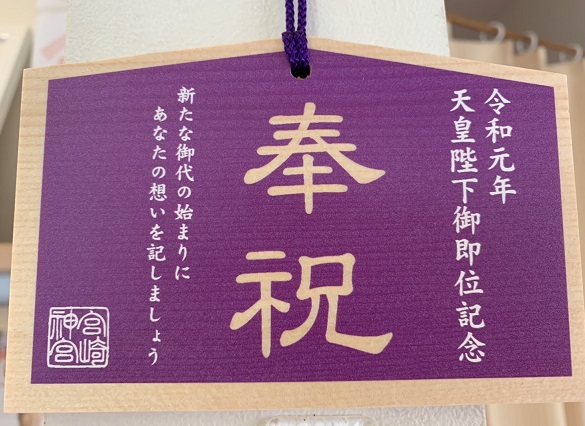 令和元年
天皇陛下御即位記念
奉祝
新たな御代の始まりに
あなたの想いを記しましょう
宮崎
神宮